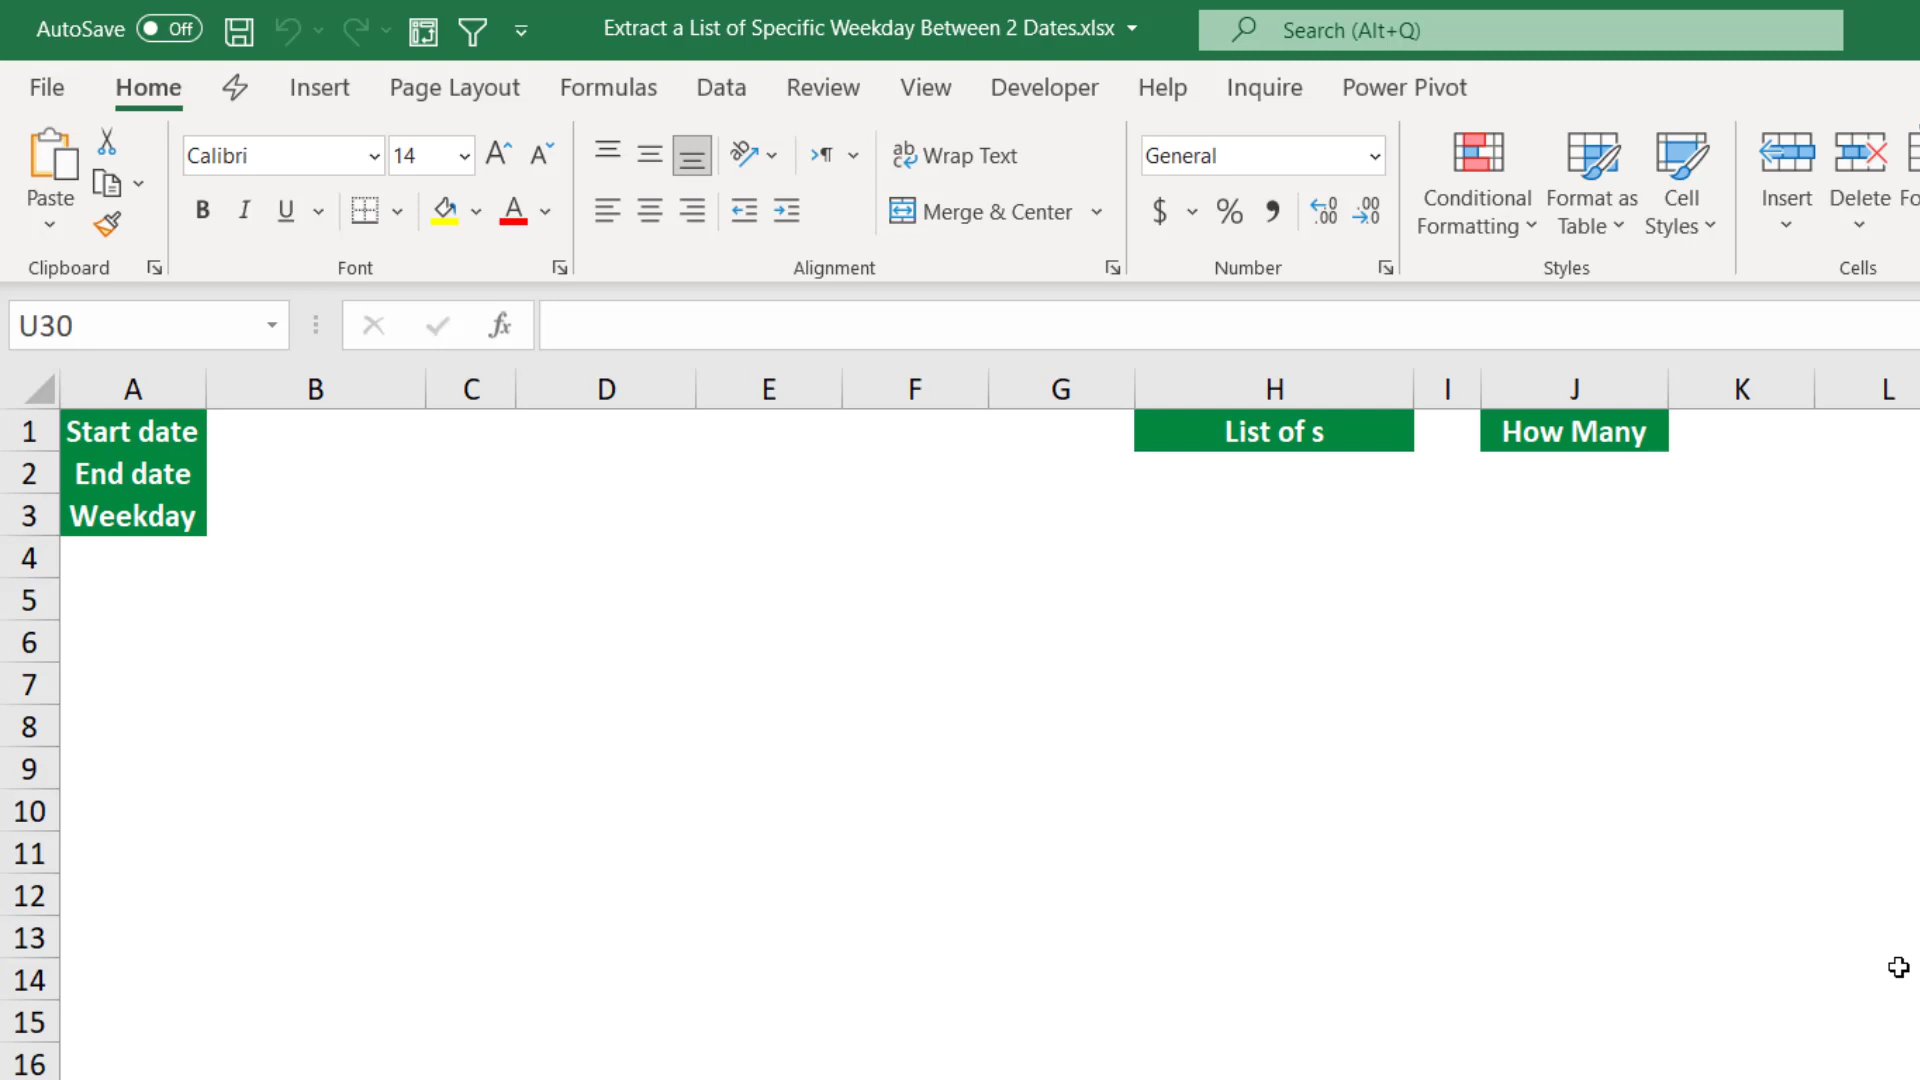 AutoSave Off Extract a List of Specific Weekday Between 2 Dates.xlsx Search (Alt+Q)
File Home Insert Page Layout Formulas Data Review View Developer Help Inquire Power Pivot
Calibri 14 Wrap Text General
Paste B I U Merge & Center $ % Conditional Formatting Format as Table Cell Styles Insert Delete Fo
Clipboard Font Alignment Number Styles Cells
U30 fx
A B C D E F G H I J K L
1 Start date List of s How Many
2 End date
3 Weekday
4
5
6
7
8
9
10
11
12
13
14
15
16